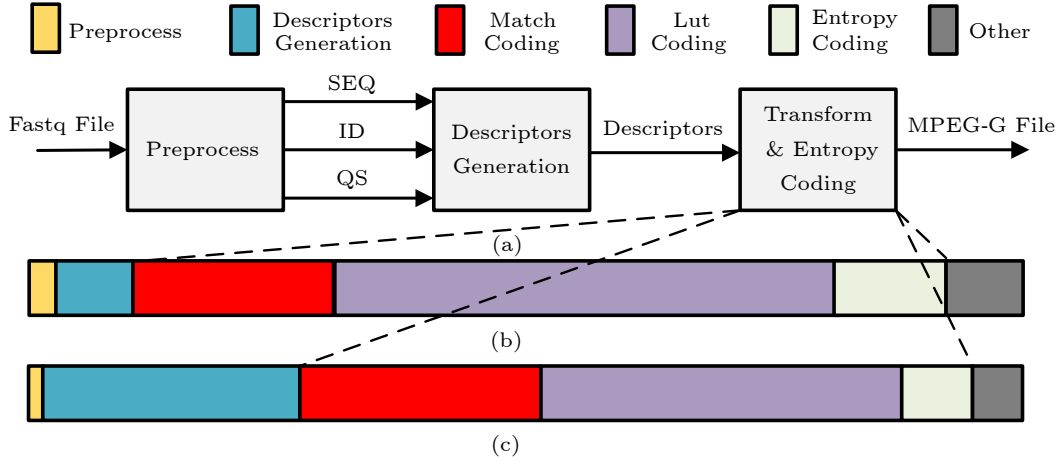 Preprocess
Descriptors
Generation
Match
Coding
Lut
Coding
Entropy
Coding
Other
Fastq File
Preprocess
SEQ
ID
QS
Descriptors
Generation
Descriptors
Transform
& Entropy
Coding
MPEG-G File
(a)
(b)
(c)